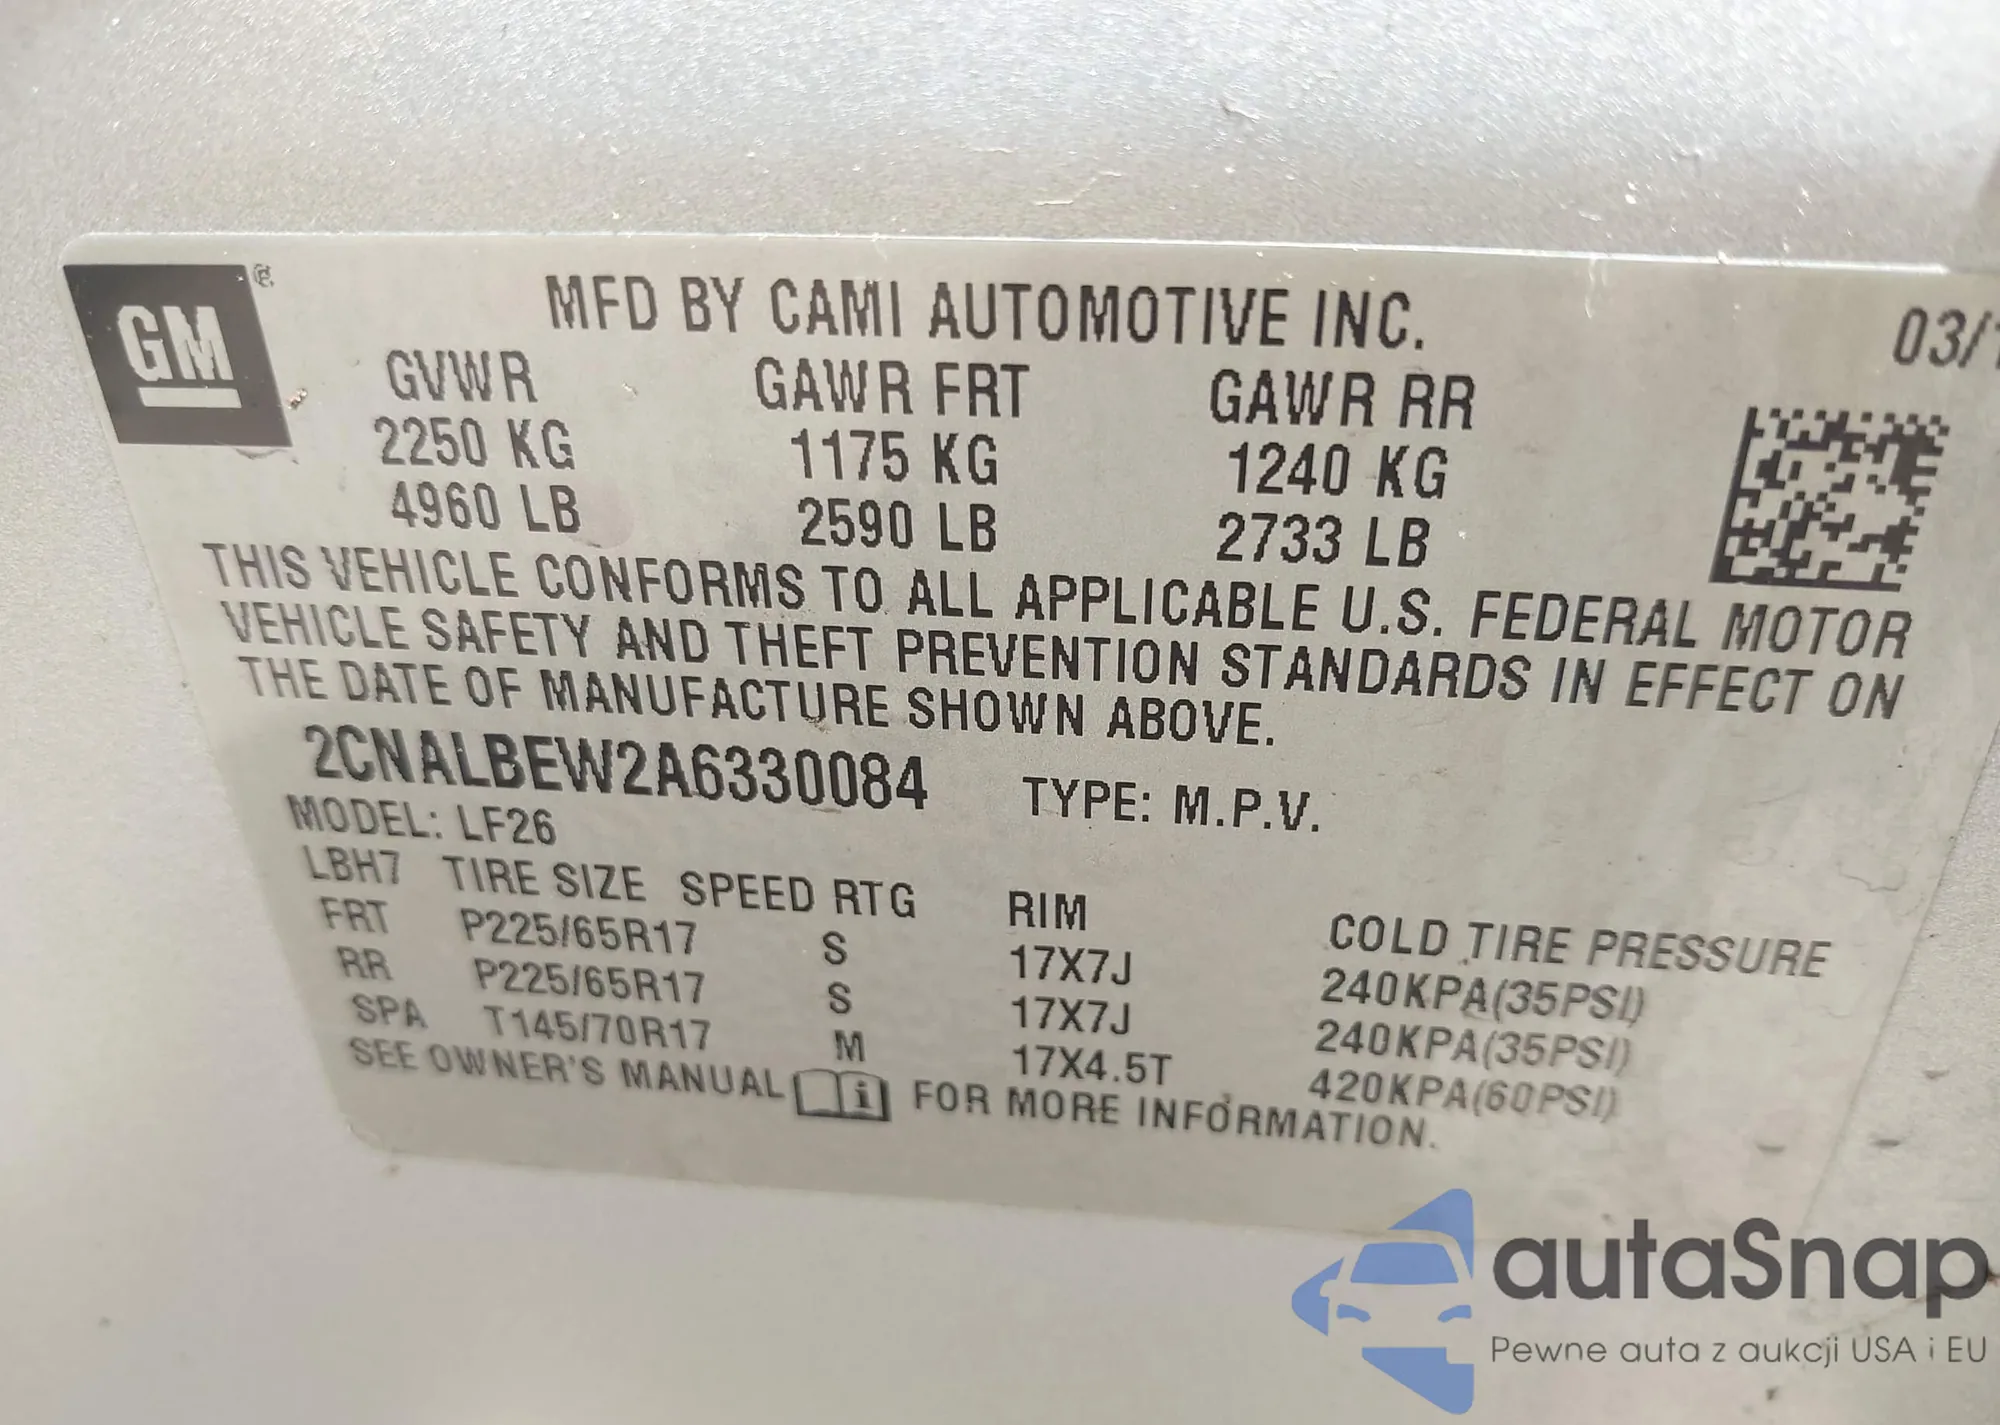 GM
MFD BY CAMI AUTOMOTIVE INC.
03/1
GVWR GAWR FRT GAWR RR
2250 KG 1175 KG 1240 KG
4960 LB 2590 LB 2733 LB
THIS VEHICLE CONFORMS TO ALL APPLICABLE U.S. FEDERAL MOTOR
VEHICLE SAFETY AND THEFT PREVENTION STANDARDS IN EFFECT ON
THE DATE OF MANUFACTURE SHOWN ABOVE.
2CNALBEW2A6330084 TYPE: M.P.V.
MODEL: LF26
LBH7 TIRE SIZE SPEED RTG RIM COLD TIRE PRESSURE
FRT P225/65R17 S 17X7J 240KPA(35PSI)
RR P225/65R17 S 17X7J 240KPA(35PSI)
SPA T145/70R17 M 17X4.5T 420KPA(60PSI)
SEE OWNER'S MANUAL i FOR MORE INFORMATION.
autaSnap
Pewne auta z aukcji USA i EU